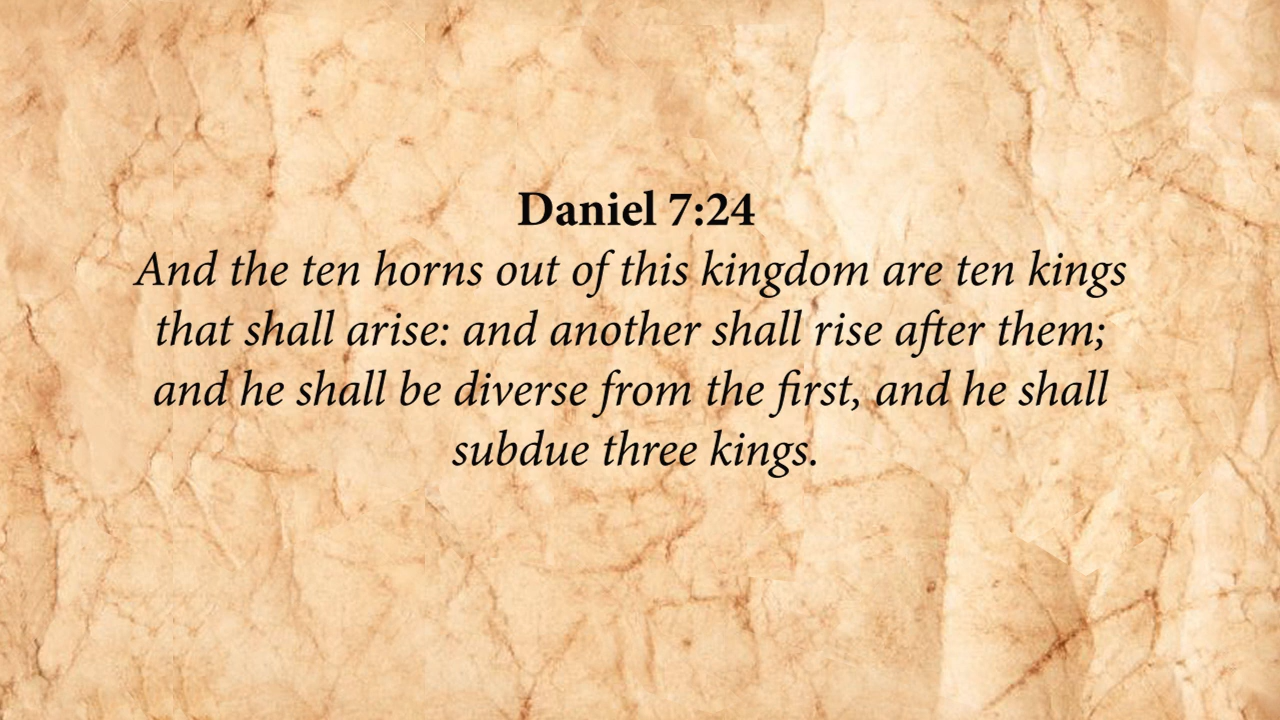 Daniel 7:24
And the ten horns out of this kingdom are ten kings
that shall arise: and another shall rise after them;
and he shall be diverse from the first, and he shall
subdue three kings.